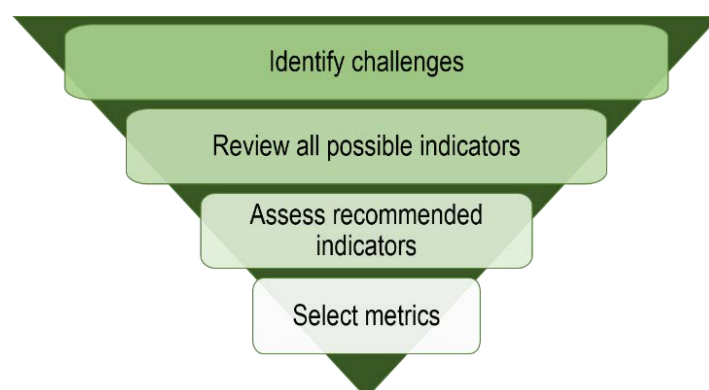 Identify challenges
Review all possible indicators
Assess recommended
indicators
Select metrics